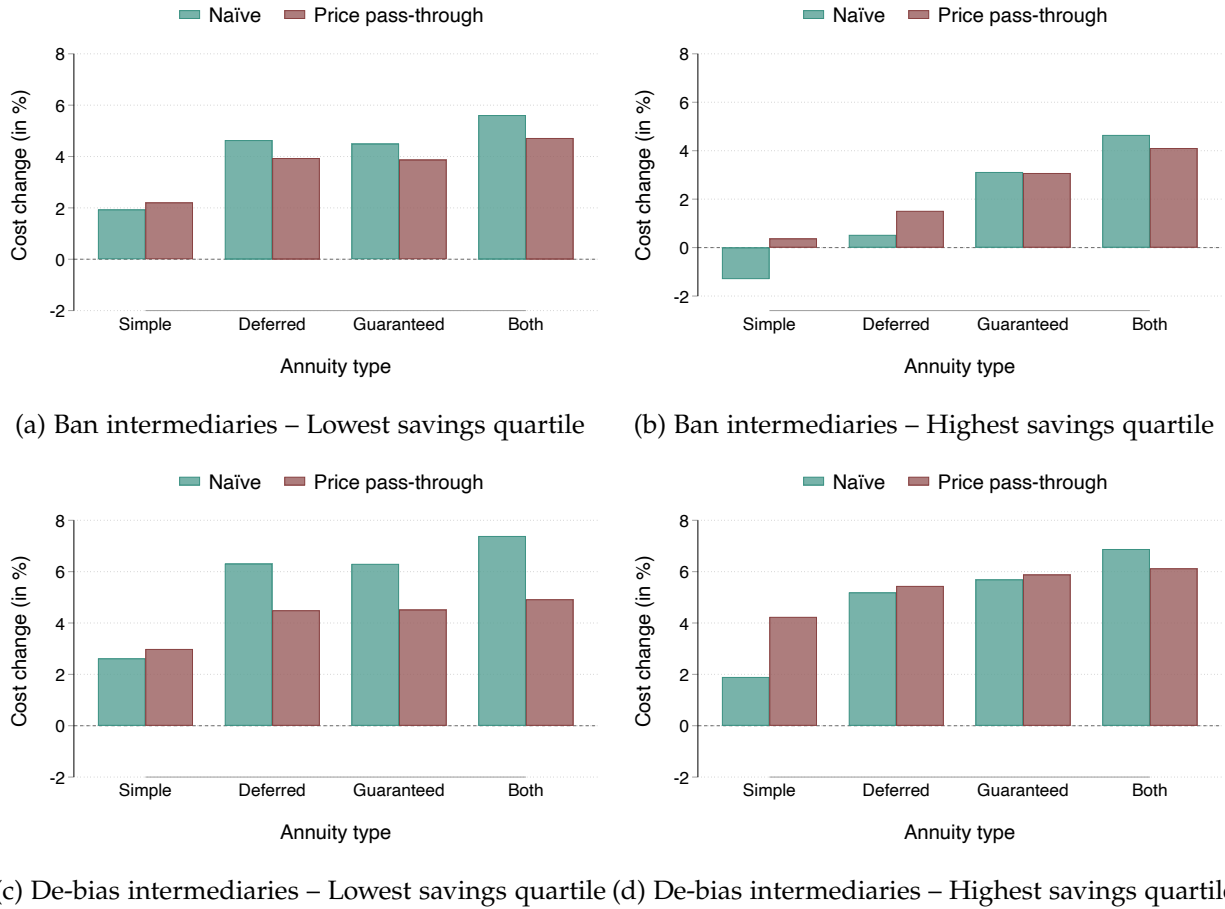 Naïve Price pass-through
Naïve Price pass-through
8
6
4
2
0
-2
Cost change (in %)
Simple Deferred Guaranteed Both
Annuity type
8
6
4
2
0
-2
Cost change (in %)
Simple Deferred Guaranteed Both
Annuity type
(a) Ban intermediaries – Lowest savings quartile
(b) Ban intermediaries – Highest savings quartile
Naïve Price pass-through
Naïve Price pass-through
8
6
4
2
0
-2
Cost change (in %)
Simple Deferred Guaranteed Both
Annuity type
8
6
4
2
0
-2
Cost change (in %)
Simple Deferred Guaranteed Both
Annuity type
(c) De-bias intermediaries – Lowest savings quartile
(d) De-bias intermediaries – Highest savings quartile